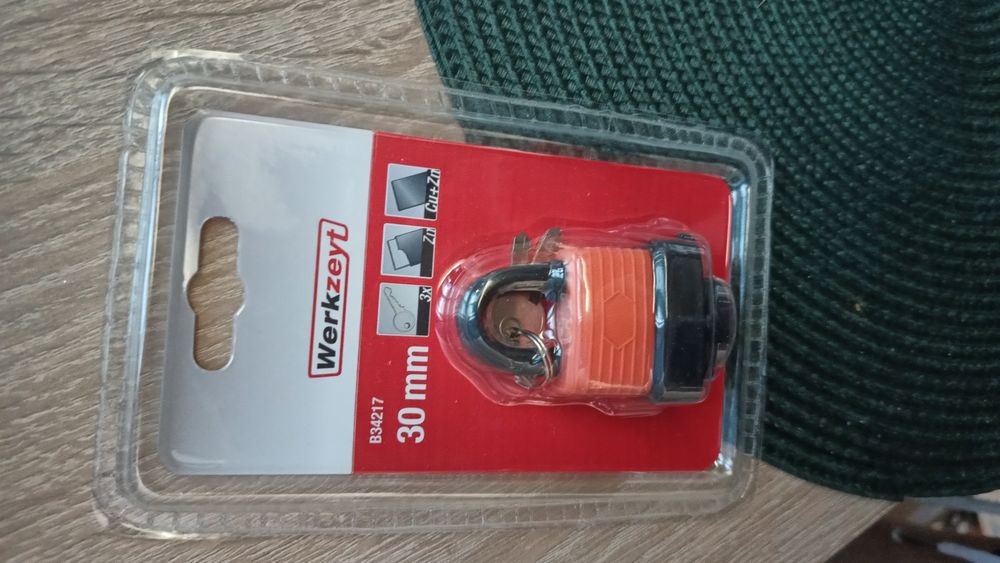 Werkzeyt
Cu+Zn
Zn
3x
B34217
30 mm